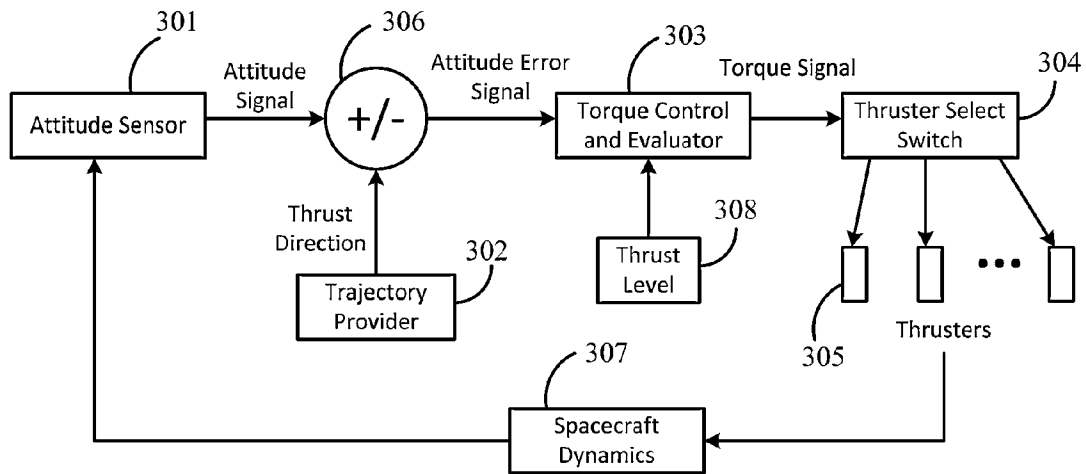 301
306
303
304
Attitude
Signal
Attitude Error
Signal
Torque Signal
Attitude Sensor
+/-
Torque Control
and Evaluator
Thruster Select
Switch
Thrust
Direction
302
308
Trajectory
Provider
Thrust
Level
•••
305
Thrusters
307
Spacecraft
Dynamics